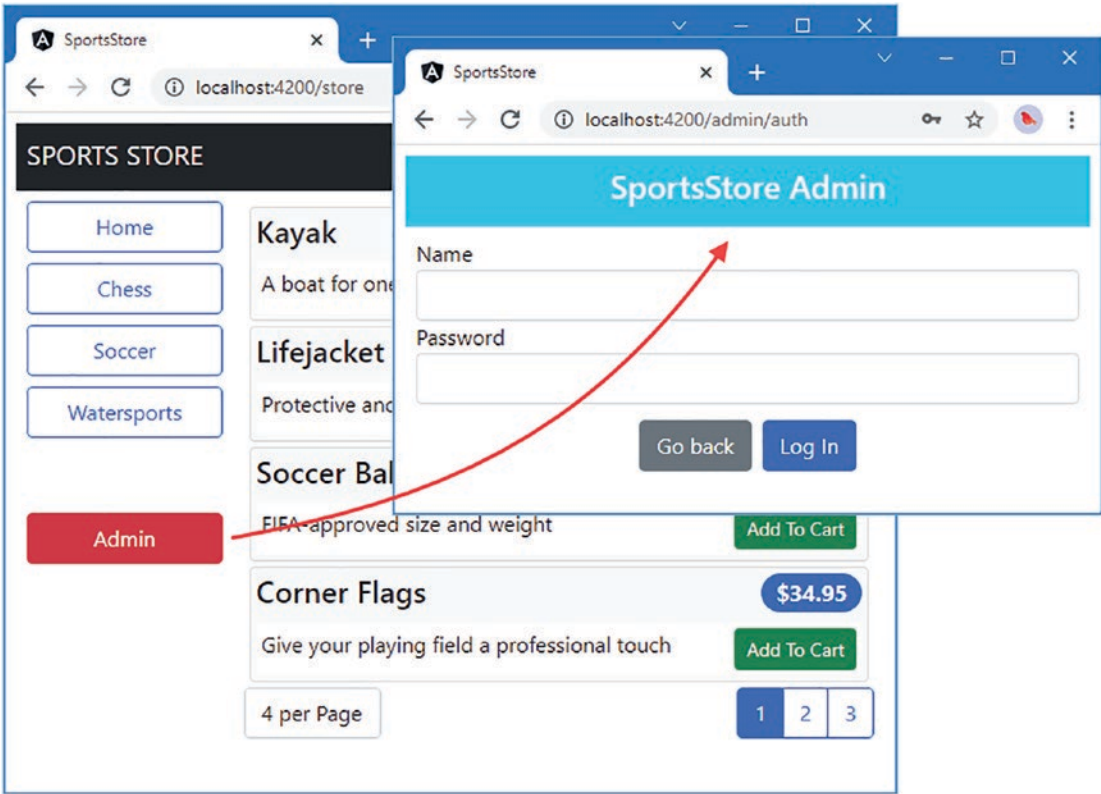 SportsStore
localhost:4200/store
SPORTS STORE
Home
Chess
Soccer
Watersports
Admin
Kayak
A boat for one
Lifejacket
Protective and
Soccer Bal
FIFA-approved size and weight
Add To Cart
Corner Flags
$34.95
Give your playing field a professional touch
Add To Cart
4 per Page
1 2 3
SportsStore
localhost:4200/admin/auth
SportsStore Admin
Name
Password
Go back
Log In